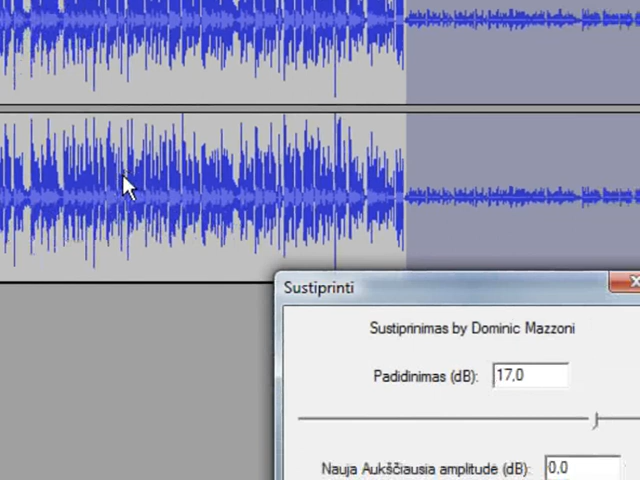 Sustiprinti
Sustiprinimas by Dominic Mazzoni
Padidinimas (dB): 17,0
Nauja Aukščiausia amplitudė (dB): 0,0